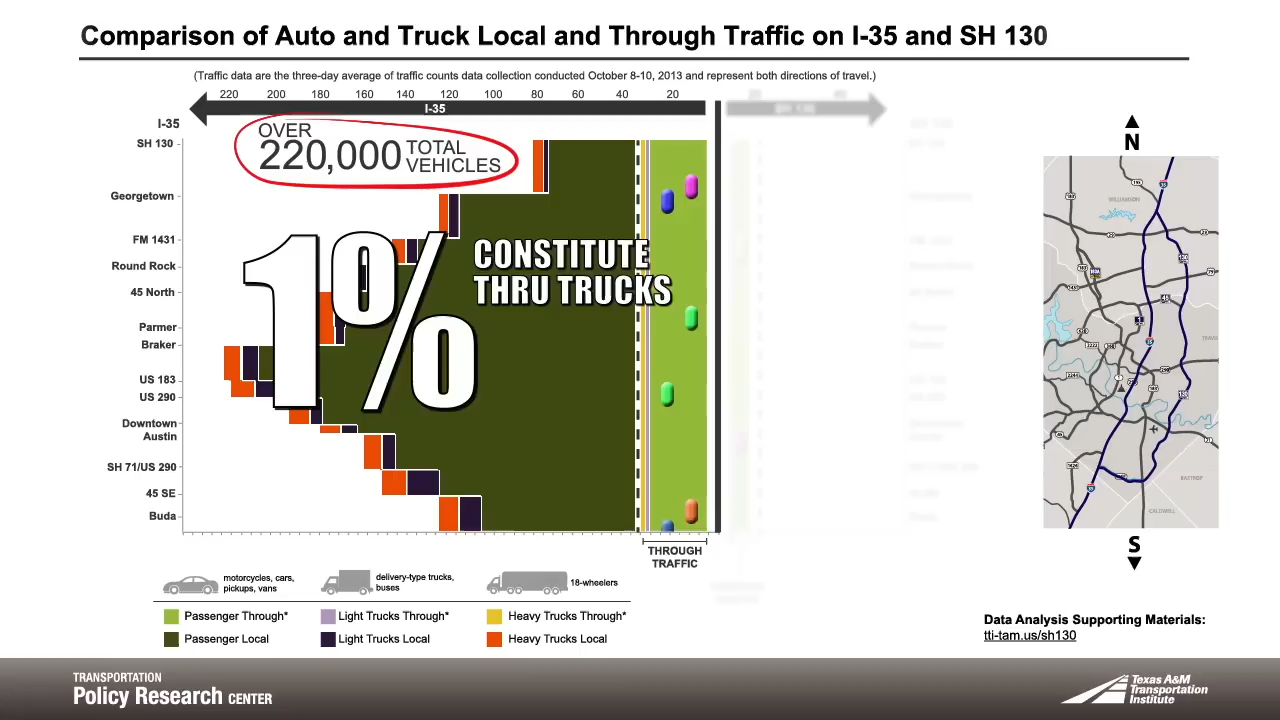 Comparison of Auto and Truck Local and Through Traffic on I-35 and SH 130
(Traffic data are the three-day average of traffic counts data collection conducted October 8-10, 2013 and represent both directions of travel.)
220 200 180 160 140 120 100 80 60 40 20
I-35
I-35
OVER
220,000 TOTAL VEHICLES
SH 130
Georgetown
FM 1431
Round Rock
45 North
Parmer
Braker
US 183
US 290
Downtown
Austin
SH 71/US 290
45 SE
Buda
1%
CONSTITUTE
THRU TRUCKS
THROUGH
TRAFFIC
N
WILLIAMSON
BASTROP
CALDWELL
S
motorcycles, cars,
pickups, vans
delivery-type trucks,
buses
18-wheelers
Passenger Through*
Light Trucks Through*
Heavy Trucks Through*
Passenger Local
Light Trucks Local
Heavy Trucks Local
Data Analysis Supporting Materials:
tti-tam.us/sh130
TRANSPORTATION
Policy Research CENTER
Texas A&M
Transportation
Institute